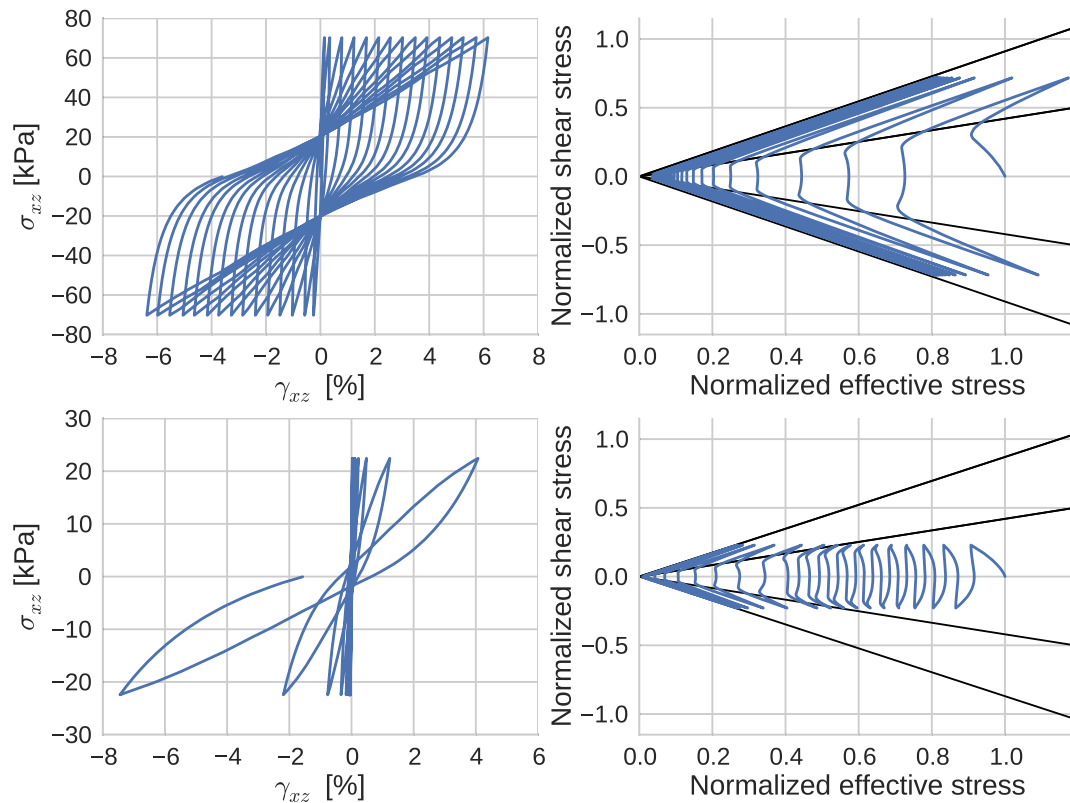 80
60
40
20
0
−20
−40
−60
−80
σxz [kPa]
−8 −6 −4 −2 0 2 4 6 8
γxz [%]
1.0
0.5
0.0
−0.5
−1.0
Normalized shear stress
0.0 0.2 0.4 0.6 0.8 1.0
Normalized effective stress
30
20
10
0
−10
−20
−30
σxz [kPa]
−8 −6 −4 −2 0 2 4 6
γxz [%]
1.0
0.5
0.0
−0.5
−1.0
Normalized shear stress
0.0 0.2 0.4 0.6 0.8 1.0
Normalized effective stress